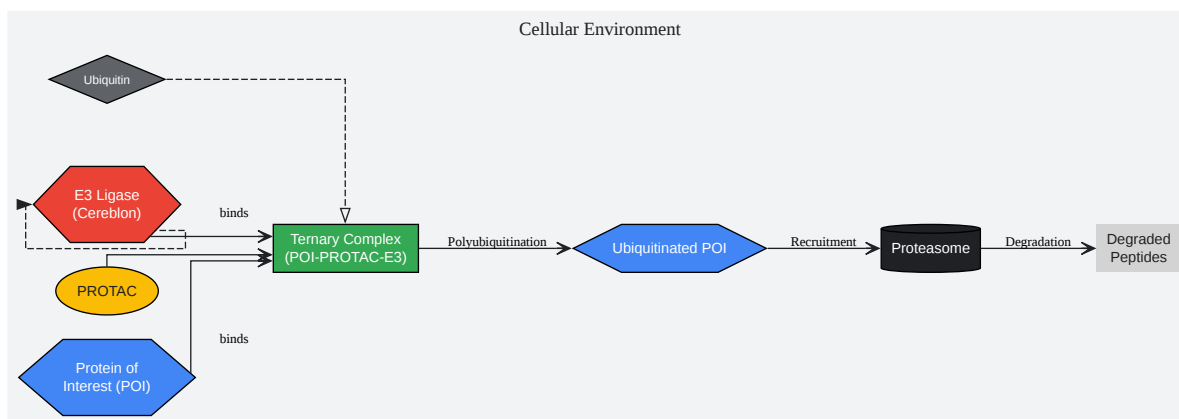 Cellular Environment
Ubiquitin
E3 Ligase
(Cereblon)
binds
Ternary Complex
(POI-PROTAC-E3)
Polyubiquitination
Ubiquitinated POI
Recruitment
Proteasome
Degradation
Degraded
Peptides
PROTAC
binds
Protein of
Interest (POI)